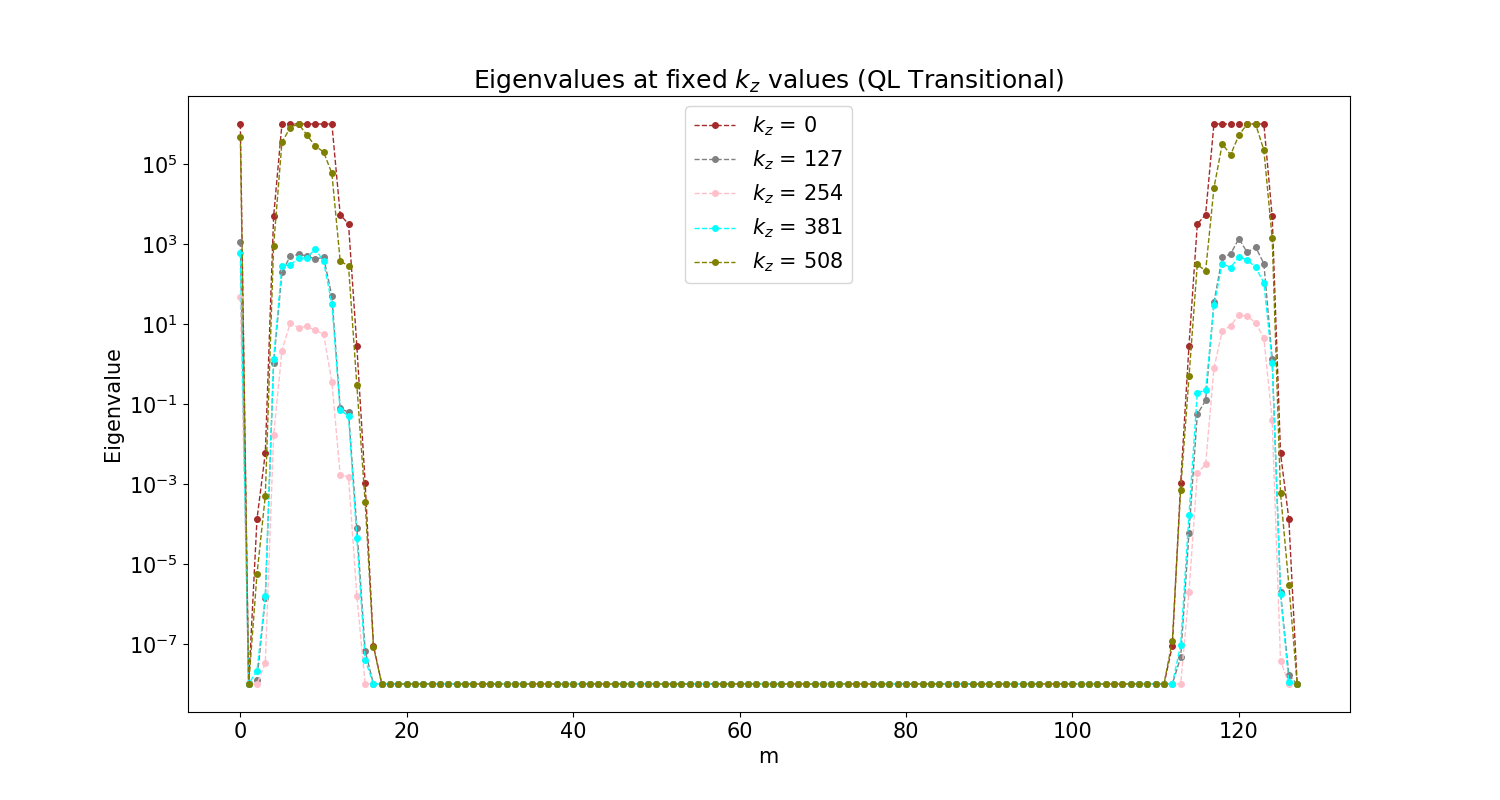 Eigenvalues at fixed $k_z$ values (QL Transitional)
$k_z$ = 0
$k_z$ = 127
$k_z$ = 254
$k_z$ = 381
$k_z$ = 508
Eigenvalue
$10^5$
$10^3$
$10^1$
$10^{-1}$
$10^{-3}$
$10^{-5}$
$10^{-7}$
0 20 40 60 80 100 120
m